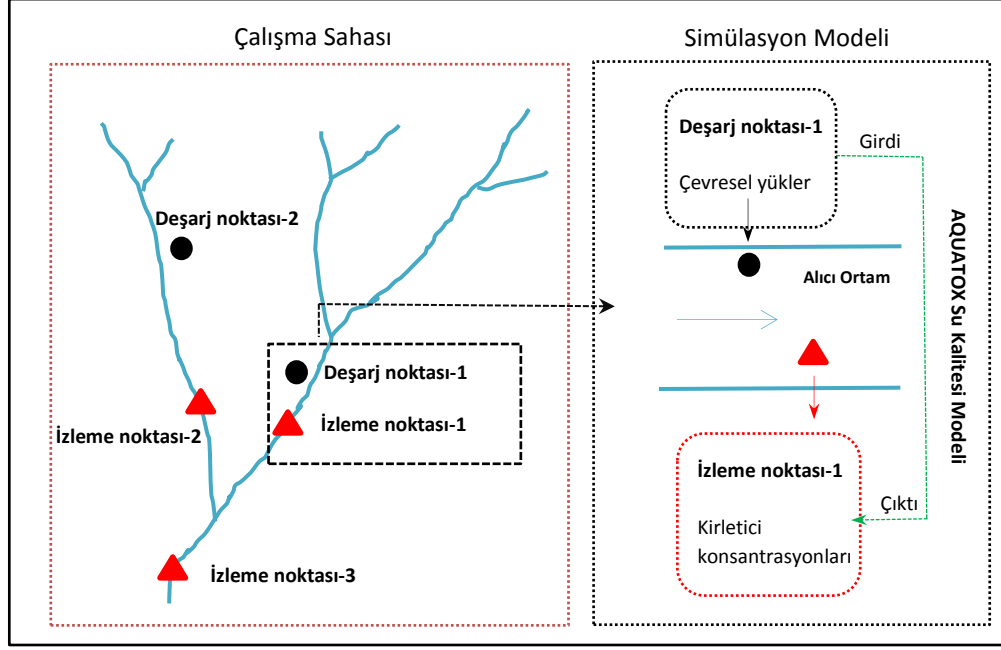 Çalışma Sahası
Deşarj noktası-2
Deşarj noktası-1
İzleme noktası-2
İzleme noktası-1
İzleme noktası-3
Simülasyon Modeli
Deşarj noktası-1
Çevresel yükler
Girdi
Alıcı Ortam
AQUATOX Su Kalitesi Modeli
İzleme noktası-1
Çıktı
Kirletici
konsantrasyonları